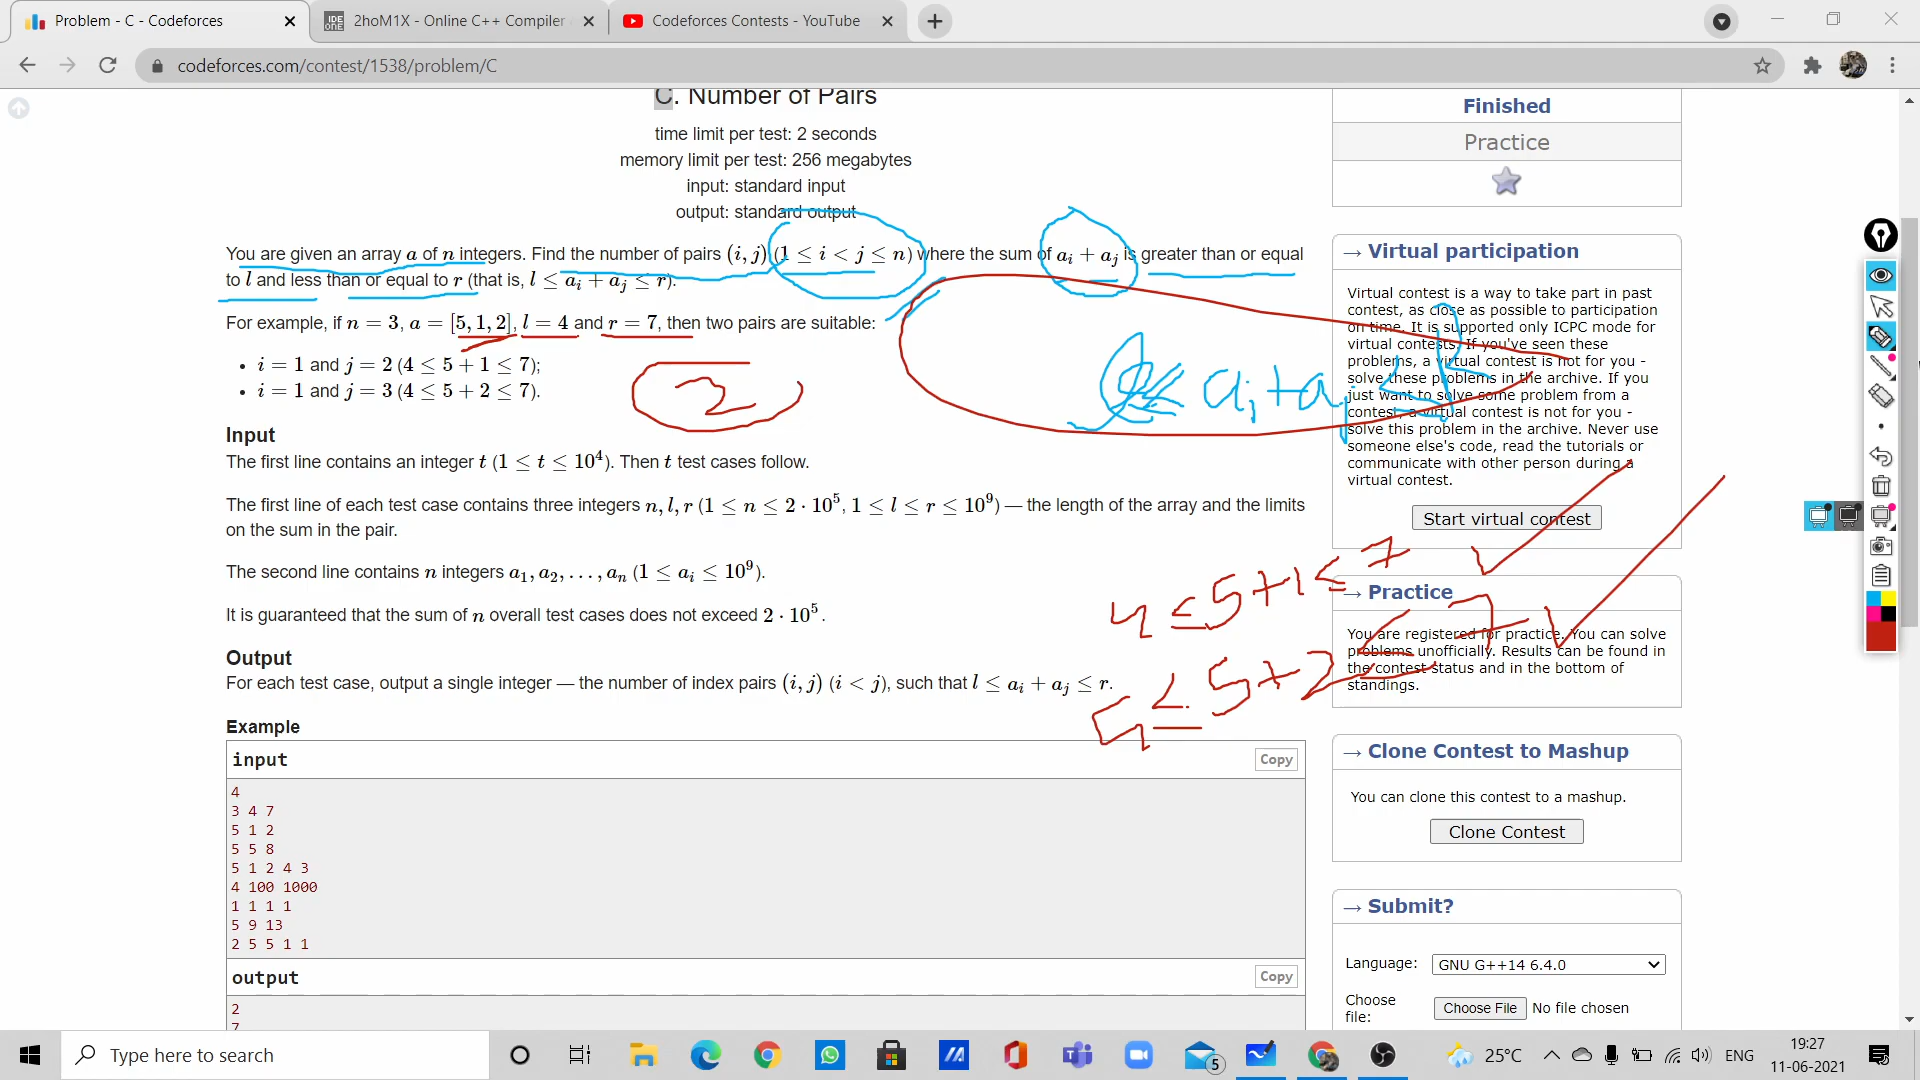 Problem - C - Codeforces
2hoM1X - Online C++ Compiler
Codeforces Contests - YouTube
codeforces.com/contest/1538/problem/C
C. Number of Pairs
time limit per test: 2 seconds
memory limit per test: 256 megabytes
input: standard input
output: standard output
You are given an array a of n integers. Find the number of pairs (i, j) (1 ≤ i < j ≤ n) where the sum of a_i + a_j is greater than or equal
to l and less than or equal to r (that is, l ≤ a_i + a_j ≤ r).
For example, if n = 3, a = [5, 1, 2], l = 4 and r = 7, then two pairs are suitable:
• i = 1 and j = 2 (4 ≤ 5 + 1 ≤ 7);
• i = 1 and j = 3 (4 ≤ 5 + 2 ≤ 7).
2
a_i + a_j ≤ R
Input
The first line contains an integer t (1 ≤ t ≤ 10^4). Then t test cases follow.
The first line of each test case contains three integers n, l, r (1 ≤ n ≤ 2 · 10^5, 1 ≤ l ≤ r ≤ 10^9) — the length of the array and the limits
on the sum in the pair.
The second line contains n integers a_1, a_2, …, a_n (1 ≤ a_i ≤ 10^9).
It is guaranteed that the sum of n overall test cases does not exceed 2 · 10^5.
4 ≤ 5+1 ≤ 7
4 ≤ 5+2 ≤ 7
Output
For each test case, output a single integer — the number of index pairs (i, j) (i < j), such that l ≤ a_i + a_j ≤ r.
Example
input
Copy
4
3 4 7
5 1 2
5 5 8
5 1 2 4 3
4 100 1000
1 1 1 1
5 9 13
2 5 5 1 1
output
Copy
2
7
Finished
Practice
→ Virtual participation
Virtual contest is a way to take part in past
contest, as close as possible to participation
on time. It is supported only ICPC mode for
virtual contests. If you've seen these
problems, a virtual contest is not for you -
solve these problems in the archive. If you
just want to solve some problem from a
contest, a virtual contest is not for you -
solve this problem in the archive. Never use
someone else's code, read the tutorials or
communicate with other person during a
virtual contest.
Start virtual contest
→ Practice
You are registered for practice. You can solve
problems unofficially. Results can be found in
the contest status and in the bottom of
standings.
→ Clone Contest to Mashup
You can clone this contest to a mashup.
Clone Contest
→ Submit?
Language: GNU G++14 6.4.0
Choose
file:
Choose File No file chosen
Type here to search
5
25°C
ENG
19:27
11-06-2021